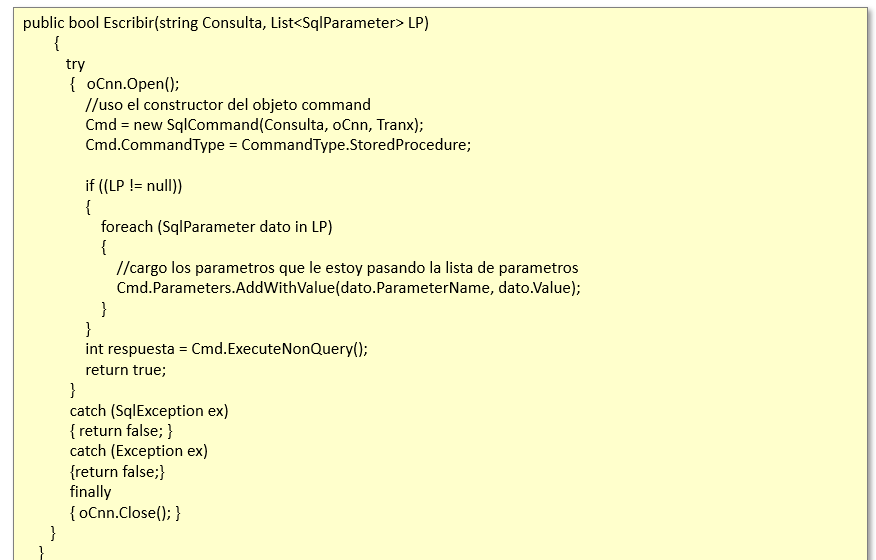 public bool Escribir(string Consulta, List<SqlParameter> LP)
{
try
{ oCnn.Open();
//uso el constructor del objeto command
Cmd = new SqlCommand(Consulta, oCnn, Tranx);
Cmd.CommandType = CommandType.StoredProcedure;
if ((LP != null))
{
foreach (SqlParameter dato in LP)
{
//cargo los parametros que le estoy pasando la lista de parametros
Cmd.Parameters.AddWithValue(dato.ParameterName, dato.Value);
}
}
int respuesta = Cmd.ExecuteNonQuery();
return true;
}
catch (SqlException ex)
{ return false; }
catch (Exception ex)
{return false;}
finally
{ oCnn.Close(); }
}
}